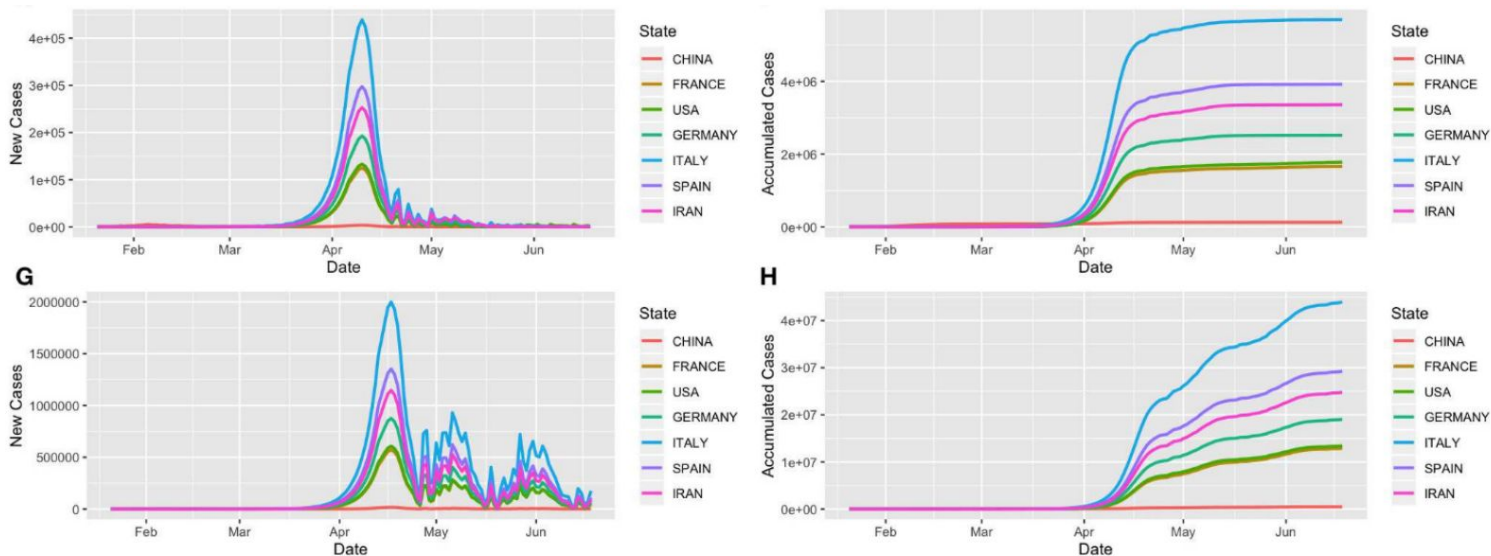 New Cases
4e+05
3e+05
2e+05
1e+05
0e+00
Feb
Mar
Apr
May
Jun
Date
State
CHINA
FRANCE
USA
GERMANY
ITALY
SPAIN
IRAN
Accumulated Cases
4e+06
2e+06
0e+00
Feb
Mar
Apr
May
Jun
Date
State
CHINA
FRANCE
USA
GERMANY
ITALY
SPAIN
IRAN
G
New Cases
2000000
1500000
1000000
500000
0
Feb
Mar
Apr
May
Jun
Date
State
CHINA
FRANCE
USA
GERMANY
ITALY
SPAIN
IRAN
H
Accumulated Cases
4e+07
3e+07
2e+07
1e+07
0e+00
Feb
Mar
Apr
May
Jun
Date
State
CHINA
FRANCE
USA
GERMANY
ITALY
SPAIN
IRAN